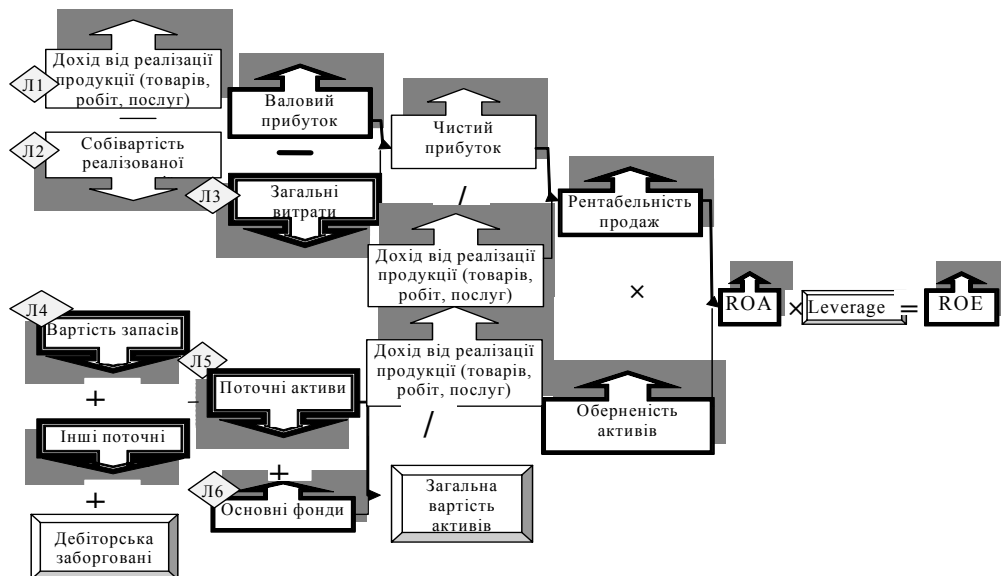 Л1
Дохід від реалізації
продукції (товарів,
робіт, послуг)
—
Л2
Собівартість
реалізованої
Валовий
прибуток
—
Л3
Загальні
витрати
Чистий
прибуток
/
Дохід від реалізації
продукції (товарів,
робіт, послуг)
Рентабельність
продаж
×
ROA
×
Leverage
=
ROE
Л4
Вартість запасів
+
Інші поточні
+
Дебіторська
заборговані
Л5
–
Поточні активи
+
Л6
Основні фонди
Дохід від реалізації
продукції (товарів,
робіт, послуг)
/
Загальна
вартість
активів
Оберненість
активів